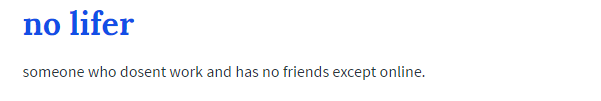 no lifer
someone who dosent work and has no friends except online.